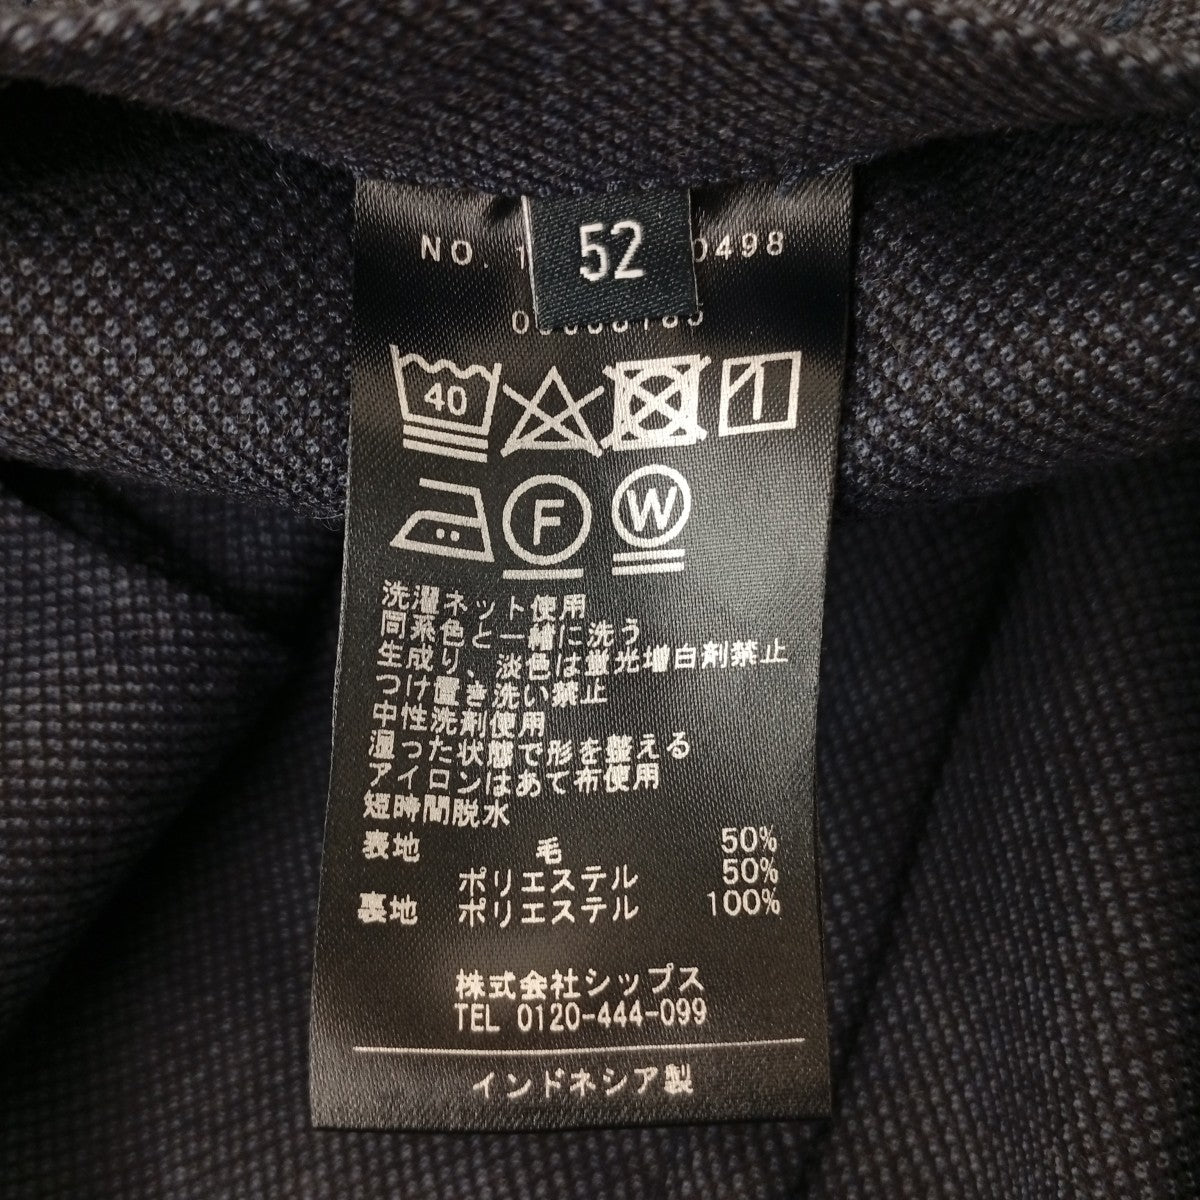 52
NO. 0498
40
F
W
洗濯ネット使用
同系色と一緒に洗う
生成り、淡色は蛍光増白剤禁止
つけ置き洗い禁止
中性洗剤使用
湿った状態で形を整える
アイロンはあて布使用
短時間脱水
表地 毛 50%
ポリエステル 50%
裏地 ポリエステル 100%
株式会社シップス
TEL 0120-444-099
インドネシア製